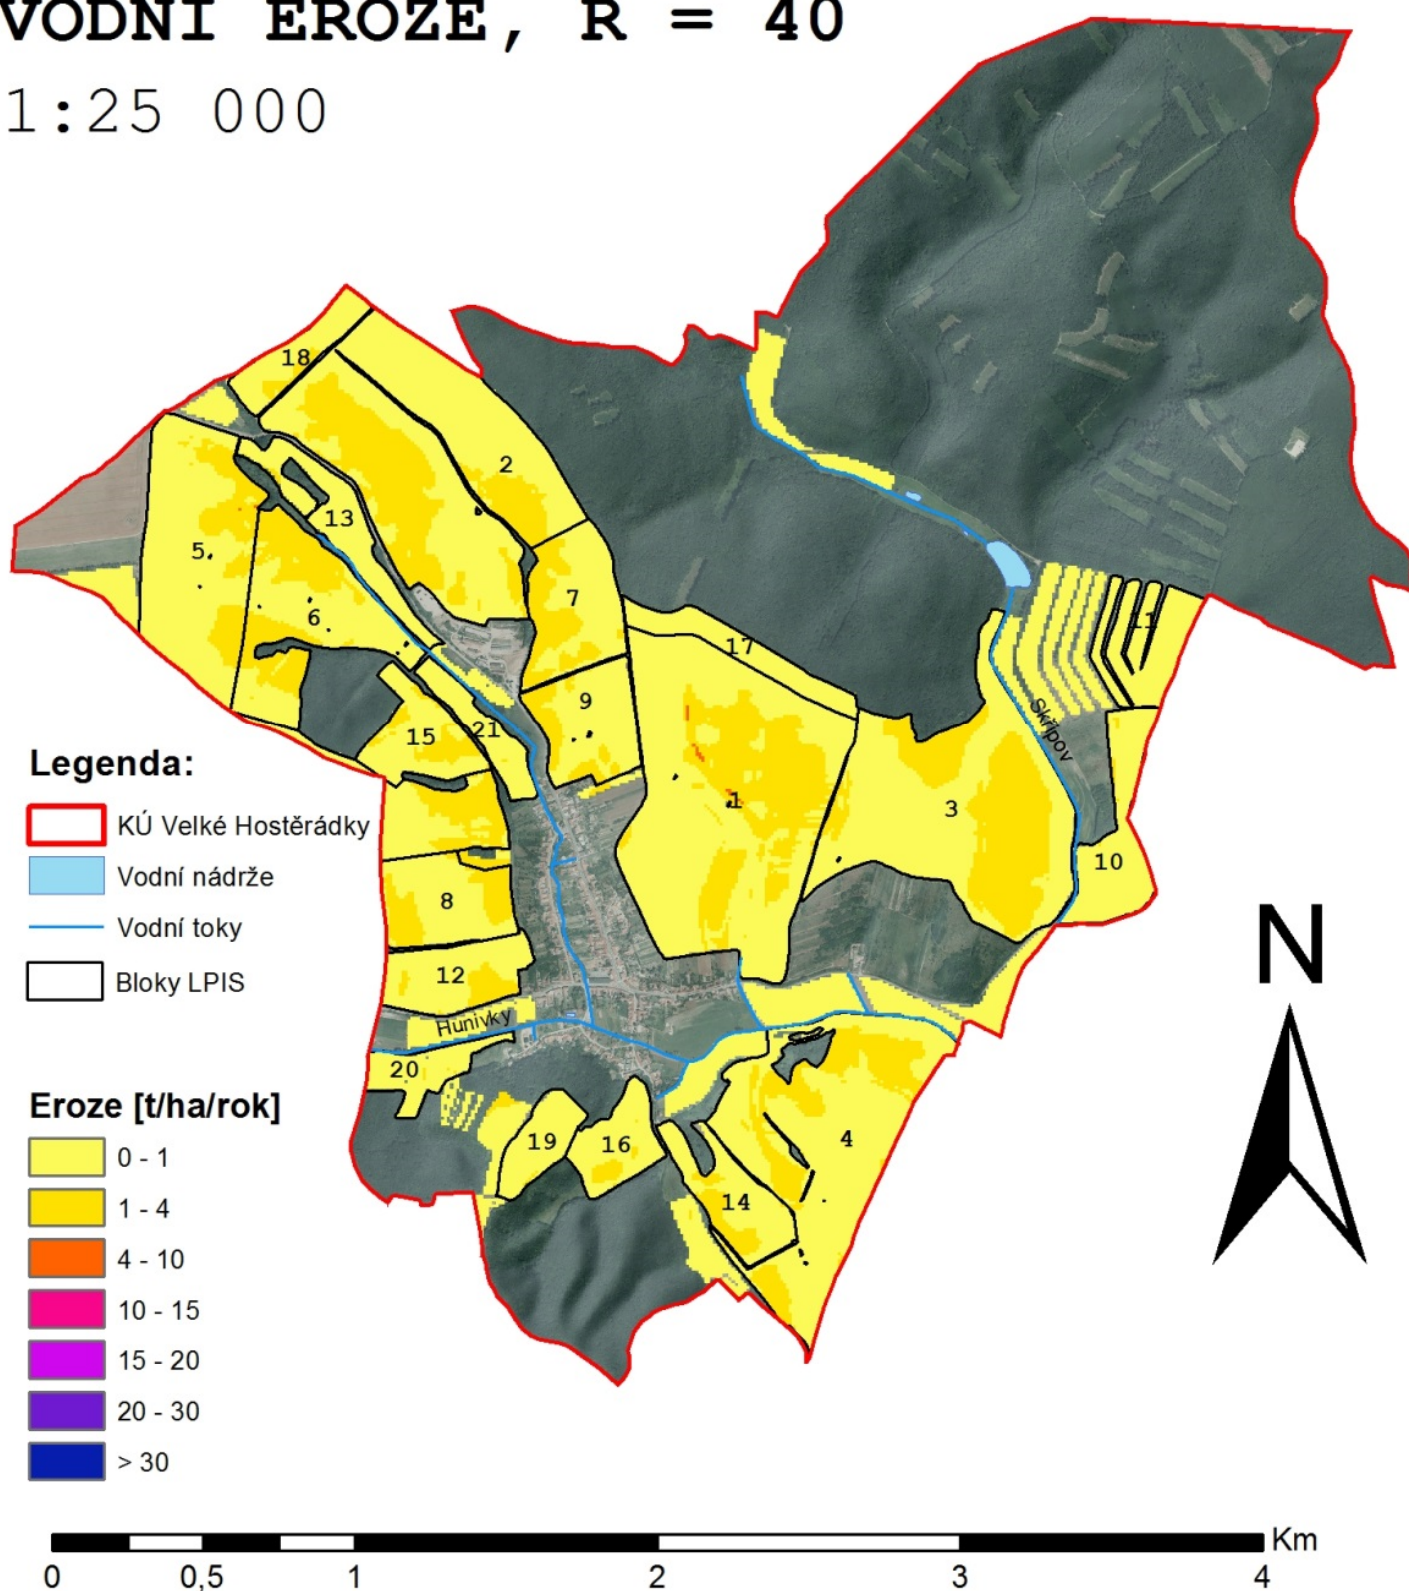 VODNÍ EROZE, R = 40
1:25 000
18
2
13
5
6
7
17
11
9
15
21
Skřípov
1
3
10
8
12
Hunivky
20
19
16
14
4
Legenda:
KÚ Velké Hostěrádky
Vodní nádrže
Vodní toky
Bloky LPIS
N
Eroze [t/ha/rok]
0 - 1
1 - 4
4 - 10
10 - 15
15 - 20
20 - 30
> 30
Km
0 0,5 1 2 3 4